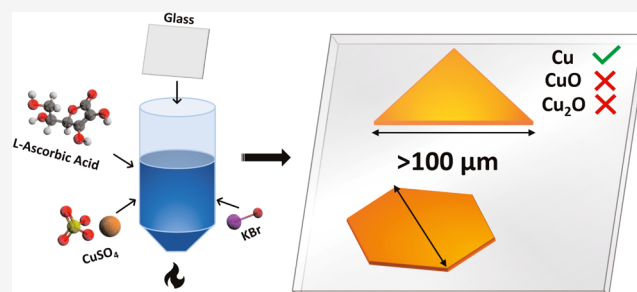 Glass
L-Ascorbic Acid
CuSO₄
KBr
Cu ✓
CuO ✗
Cu₂O ✗
>100 μm